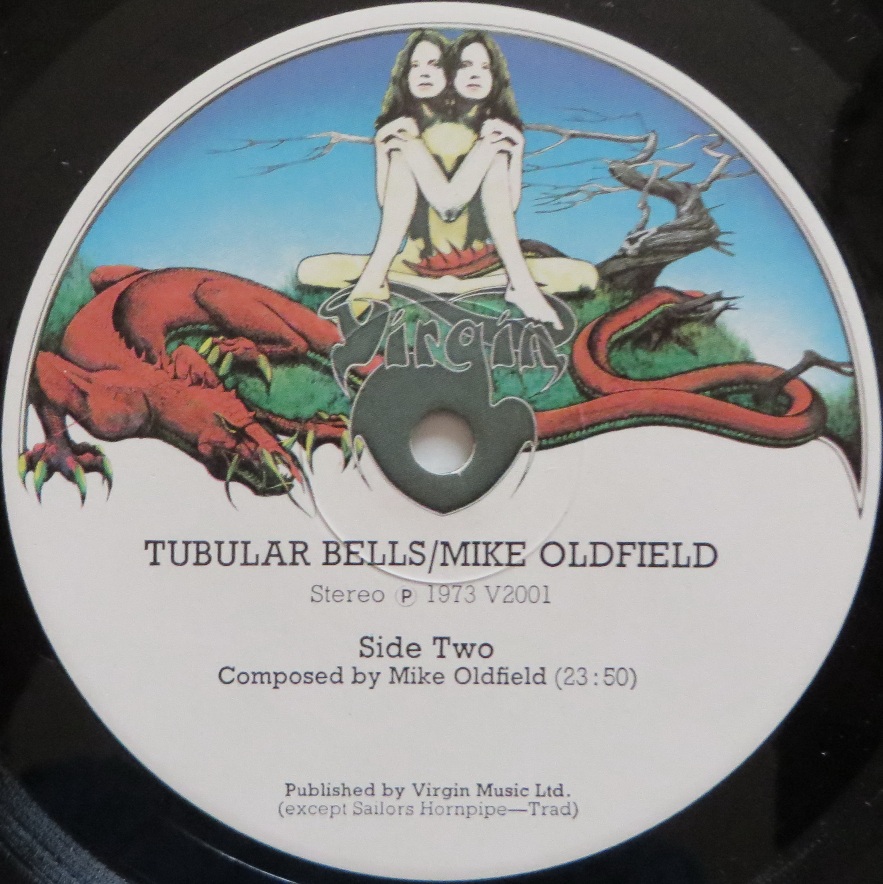 Virgin
TUBULAR BELLS/MIKE OLDFIELD
Stereo Ⓟ 1973 V2001
Side Two
Composed by Mike Oldfield (23:50)
Published by Virgin Music Ltd.
(except Sailors Hornpipe—Trad)